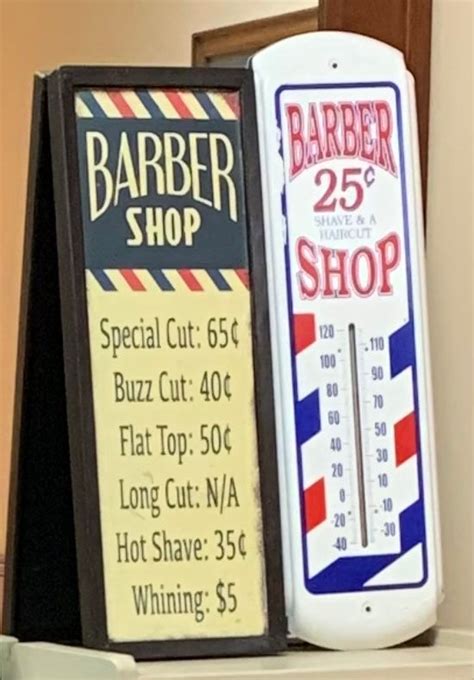 BARBER
SHOP
Special Cut: 65¢
Buzz Cut: 40¢
Flat Top: 50¢
Long Cut: N/A
Hot Shave: 35¢
Whining: $5
BARBER
25¢
SHAVE & A
HAIRCUT
SHOP
120
110
100
90
80
70
60
50
40
30
20
10
0
-10
-20
-30
-40